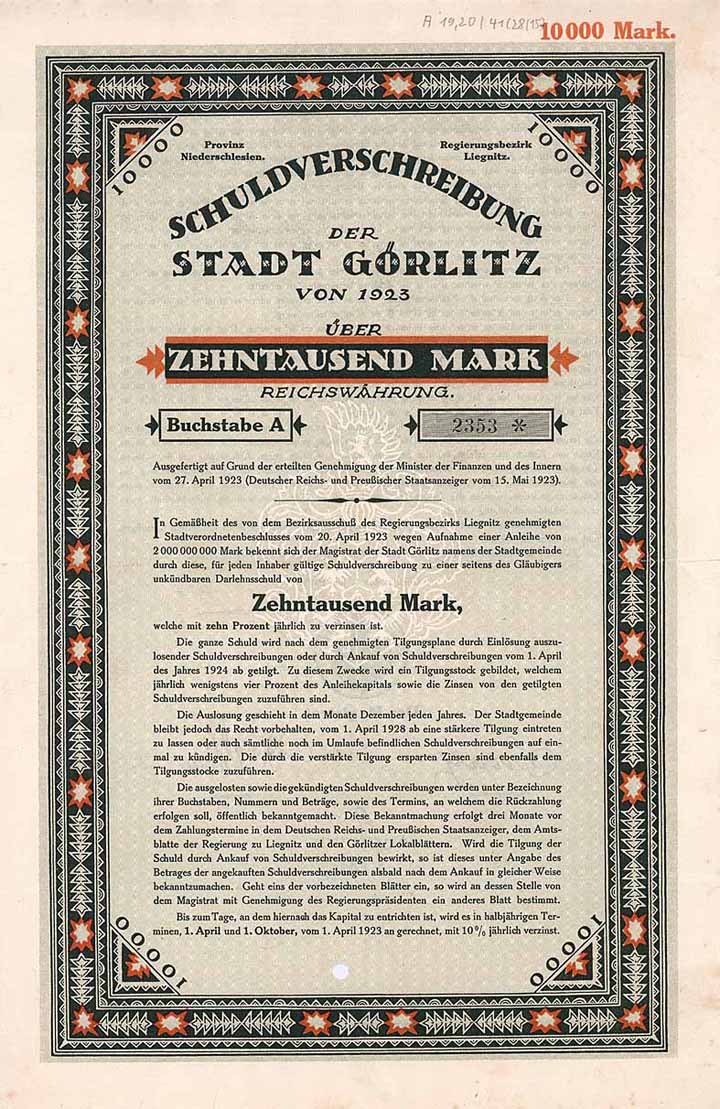 A 19,20/41(28/15)
10000 Mark.
10000
10000
Provinz
Niederschlesien.
Regierungsbezirk
Liegnitz.
SCHULDVERSCHREIBUNG
DER
STADT GÖRLITZ
VON 1923
ÜBER
ZEHNTAUSEND MARK
REICHSWÄHRUNG.
Buchstabe A
2353 *
Ausgefertigt auf Grund der erteilten Genehmigung der Minister der Finanzen und des Innern
vom 27. April 1923 (Deutscher Reichs- und Preußischer Staatsanzeiger vom 15. Mai 1923).
In Gemäßheit des von dem Bezirksausschuß des Regierungsbezirks Liegnitz genehmigten
Stadtverordnetenbeschlusses vom 20. April 1923 wegen Aufnahme einer Anleihe von
2 000 000 000 Mark bekennt sich der Magistrat der Stadt Görlitz namens der Stadtgemeinde
durch diese, für jeden Inhaber gültige Schuldverschreibung zu einer seitens des Gläubigers
unkündbaren Darlehnsschuld von
Zehntausend Mark,
welche mit zehn Prozent jährlich zu verzinsen ist.
Die ganze Schuld wird nach dem genehmigten Tilgungsplane durch Einlösung auszu-
losender Schuldverschreibungen oder durch Ankauf von Schuldverschreibungen vom 1. April
des Jahres 1924 ab getilgt. Zu diesem Zwecke wird ein Tilgungsstock gebildet, welchem
jährlich wenigstens vier Prozent des Anleihekapitals sowie die Zinsen von den getilgten
Schuldverschreibungen zuzuführen sind.
Die Auslosung geschieht in dem Monate Dezember jeden Jahres. Der Stadtgemeinde
bleibt jedoch das Recht vorbehalten, vom 1. April 1928 ab eine stärkere Tilgung eintreten
zu lassen oder auch sämtliche noch im Umlaufe befindlichen Schuldverschreibungen auf ein-
mal zu kündigen. Die durch die verstärkte Tilgung ersparten Zinsen sind ebenfalls dem
Tilgungsstocke zuzuführen.
Die ausgelosten sowie die gekündigten Schuldverschreibungen werden unter Bezeichnung
ihrer Buchstaben, Nummern und Beträge, sowie des Termins, an welchem die Rückzahlung
erfolgen soll, öffentlich bekanntgemacht. Diese Bekanntmachung erfolgt drei Monate vor
dem Zahlungstermine in dem Deutschen Reichs- und Preußischen Staatsanzeiger, dem Amts-
blatte der Regierung zu Liegnitz und den Görlitzer Lokalblättern. Wird die Tilgung der
Schuld durch Ankauf von Schuldverschreibungen bewirkt, so ist dieses unter Angabe des
Betrages der angekauften Schuldverschreibungen alsbald nach dem Ankauf in gleicher Weise
bekanntzumachen. Geht eins der vorbezeichneten Blätter ein, so wird an dessen Stelle von
dem Magistrat mit Genehmigung des Regierungspräsidenten ein anderes Blatt bestimmt.
Bis zum Tage, an dem hiernach das Kapital zu entrichten ist, wird es in halbjährigen Ter-
minen, 1. April und 1. Oktober, vom 1. April 1923 an gerechnet, mit 10% jährlich verzinst.
10000
10000